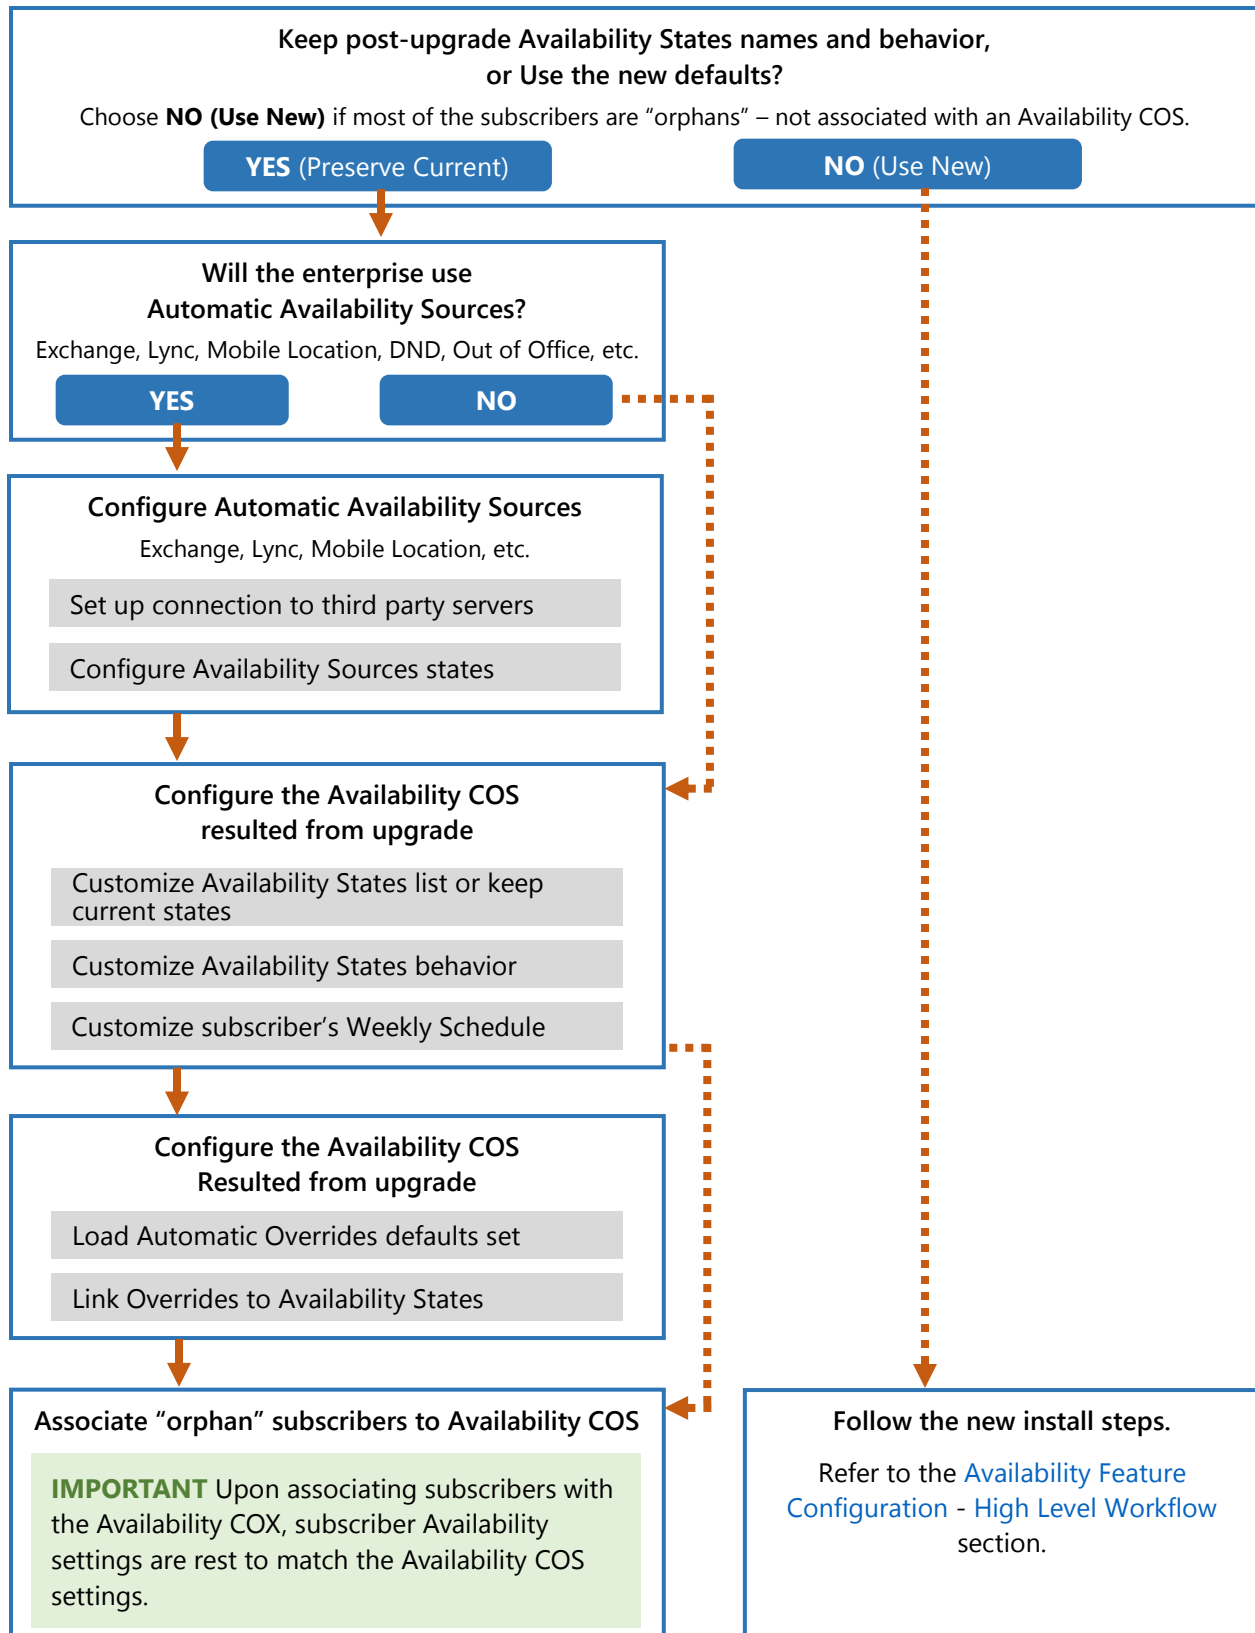 Keep post-upgrade Availability States names and behavior,
or Use the new defaults?
Choose NO (Use New) if most of the subscribers are “orphans” – not associated with an Availability COS.
YES (Preserve Current)
NO (Use New)
Will the enterprise use
Automatic Availability Sources?
Exchange, Lync, Mobile Location, DND, Out of Office, etc.
YES
NO
Configure Automatic Availability Sources
Exchange, Lync, Mobile Location, etc.
Set up connection to third party servers
Configure Availability Sources states
Configure the Availability COS
resulted from upgrade
Customize Availability States list or keep
current states
Customize Availability States behavior
Customize subscriber’s Weekly Schedule
Configure the Availability COS
Resulted from upgrade
Load Automatic Overrides defaults set
Link Overrides to Availability States
Associate “orphan” subscribers to Availability COS
IMPORTANT Upon associating subscribers with
the Availability COX, subscriber Availability
settings are rest to match the Availability COS
settings.
Follow the new install steps.
Refer to the Availability Feature
Configuration - High Level Workflow
section.